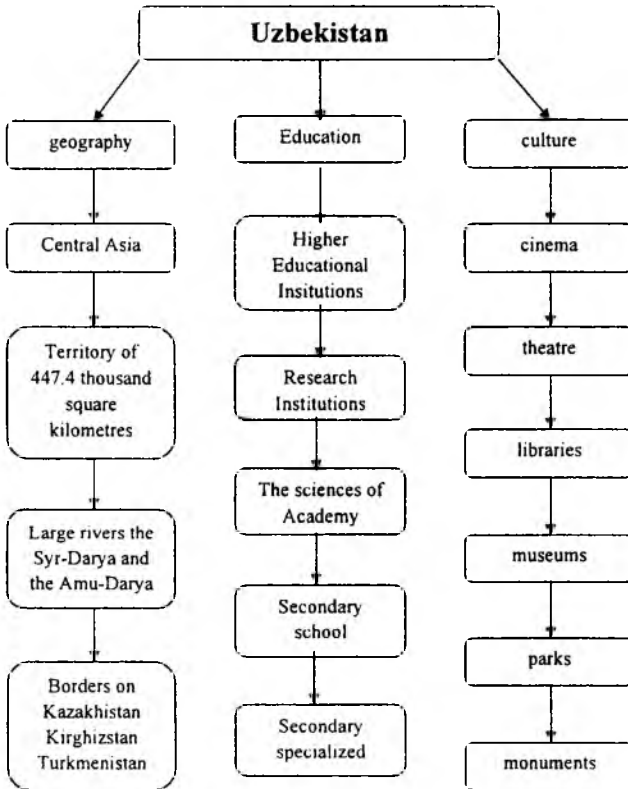 Uzbekistan
geography
Central Asia
Territory of
447.4 thousand
square
kilometres
Large rivers the
Syr-Darya and
the Amu-Darya
Borders on
Kazakhistan
Kirghizstan
Turkmenistan
Education
Higher
Educational
Insitutions
Research
Institutions
The sciences of
Academy
Secondary
school
Secondary
specialized
culture
cinema
theatre
libraries
museums
parks
monuments